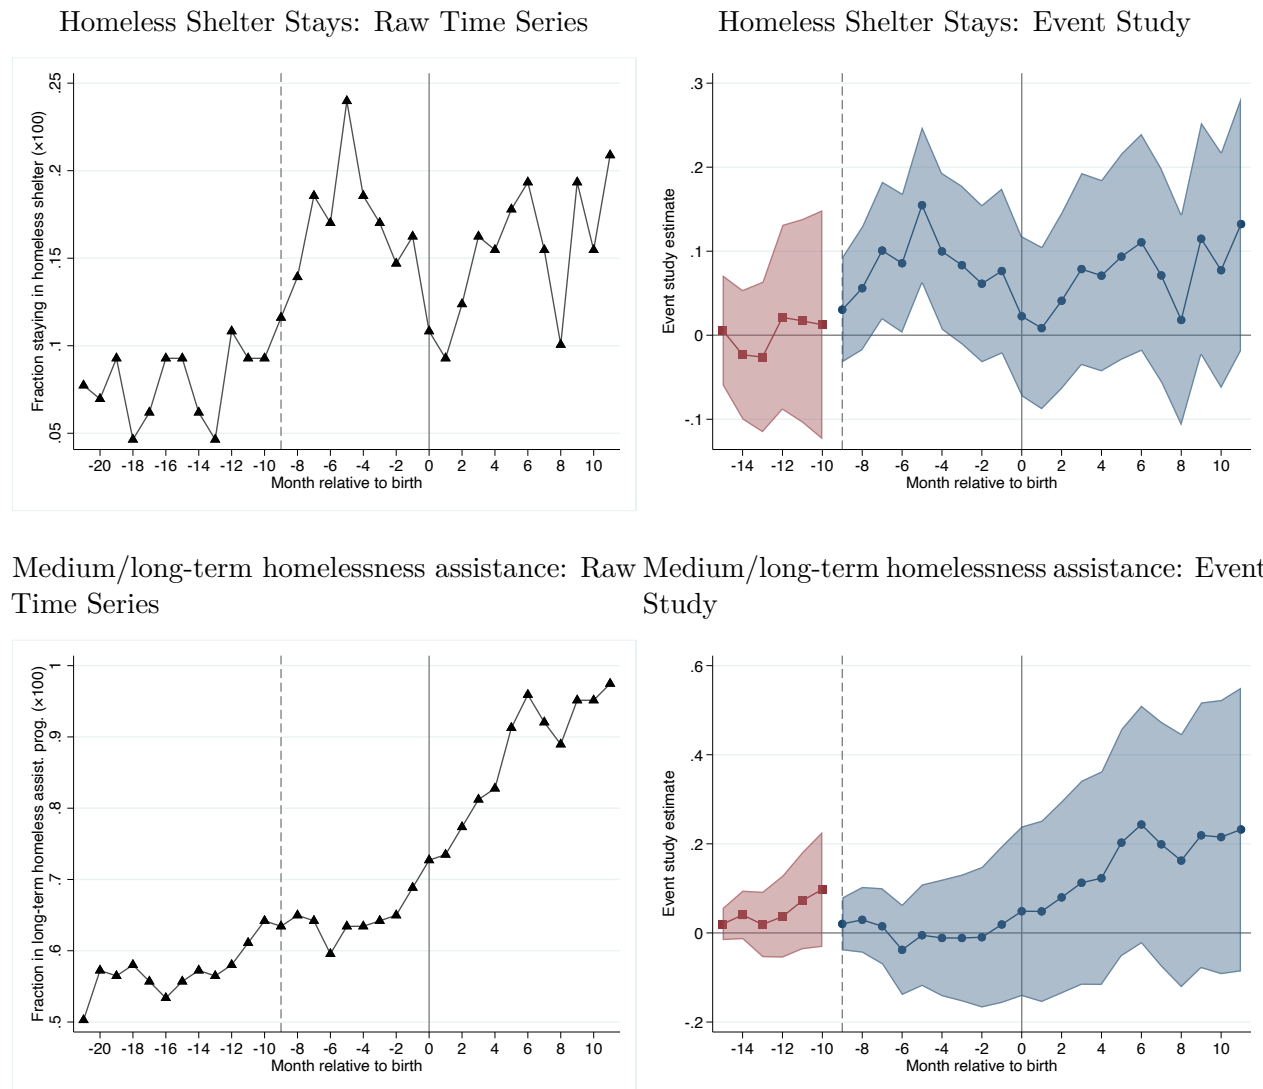 Homeless Shelter Stays: Raw Time Series
Fraction staying in homeless shelter (×100)
.25
.2
.15
.1
.05
-20 -18 -16 -14 -12 -10 -8 -6 -4 -2 0 2 4 6 8 10
Month relative to birth
Homeless Shelter Stays: Event Study
Event study estimate
.3
.2
.1
0
-.1
-14 -12 -10 -8 -6 -4 -2 0 2 4 6 8 10
Month relative to birth
Medium/long-term homelessness assistance: Raw
Time Series
Fraction in long-term homeless assist. prog. (×100)
1
.9
.8
.7
.6
.5
-20 -18 -16 -14 -12 -10 -8 -6 -4 -2 0 2 4 6 8 10
Month relative to birth
Medium/long-term homelessness assistance: Event
Study
Event study estimate
.6
.4
.2
0
-.2
-14 -12 -10 -8 -6 -4 -2 0 2 4 6 8 10
Month relative to birth